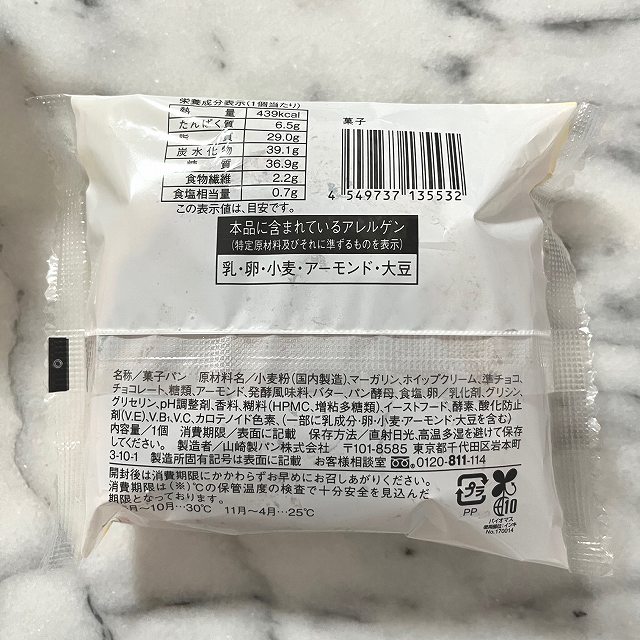 栄養成分表示(1個当たり)
熱量 439kcal
たんぱく質 6.5g
脂質 29.0g
炭水化物 39.1g
糖質 36.9g
食物繊維 2.2g
食塩相当量 0.7g
この表示値は、目安です。
菓子
4 549737 135532
本品に含まれているアレルゲン
(特定原材料及びそれに準ずるものを表示)
乳・卵・小麦・アーモンド・大豆
名称/菓子パン 原材料名/小麦粉(国内製造)、マーガリン、ホイップクリーム、準チョコ、
チョコレート、糖類、アーモンド、発酵風味料、バター、パン酵母、食塩、卵/乳化剤、グリシン、
グリセリン、pH調整剤、香料、糊料(HPMC、増粘多糖類)、イーストフード、酵素、酸化防止
剤(V.E)、V.B₁、V.C、カロテノイド色素、(一部に乳成分・卵・小麦・アーモンド・大豆を含む)
内容量/1個 消費期限/表面に記載 保存方法/直射日光、高温多湿を避けて保存
してください。 製造者/山崎製パン株式会社 〒101-8585 東京都千代田区岩本町
3-10-1 製造所固有記号は表面に記載 お客様相談室 0120-811-114
開封後は消費期限にかかわらずお早めにお召しあがりください。
消費期限は(※)℃の保管温度の検査で十分安全を見込んだ
期限となっております。
月~10月…30℃ 11月~4月…25℃
プラ
PP
Bio
バイオマス
No.170014